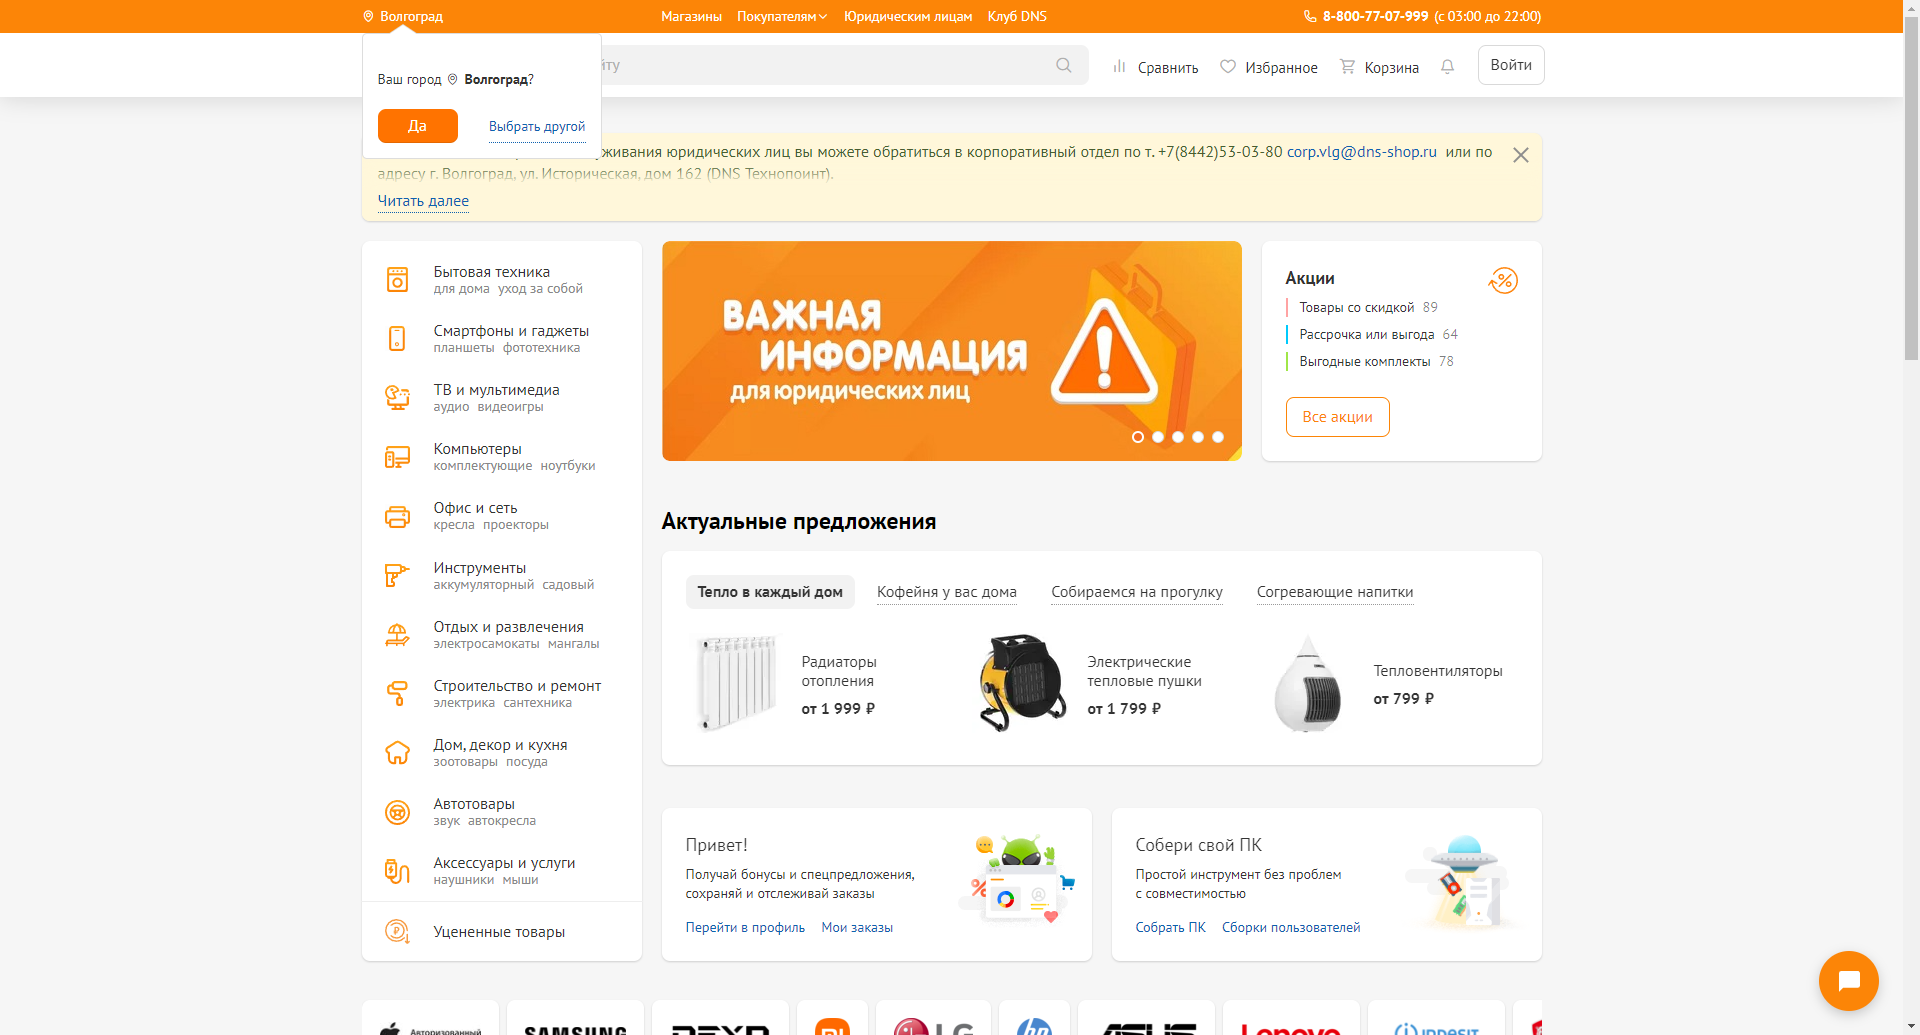 Волгоград
Магазины Покупателям Юридическим лицам Клуб DNS
8-800-77-07-999 (с 03:00 до 22:00)
Ваш город Волгоград?
Да
Выбрать другой
Сравнить
Избранное
Корзина
Войти
юридических лиц вы можете обратиться в корпоративный отдел по т. +7(8442)53-03-80 corp.vlg@dns-shop.ru или по
адресу г. Волгоград, ул. Историческая, дом 162 (DNS Технопоинт).
Читать далее
Бытовая техника
для дома уход за собой
Смартфоны и гаджеты
планшеты фототехника
ТВ и мультимедиа
аудио видеоигры
Компьютеры
комплектующие ноутбуки
Офис и сеть
кресла проекторы
Инструменты
аккумуляторный садовый
Отдых и развлечения
электросамокаты мангалы
Строительство и ремонт
электрика сантехника
Дом, декор и кухня
зоотовары посуда
Автотовары
звук автокресла
Аксессуары и услуги
наушники мыши
Уцененные товары
ВАЖНАЯ
ИНФОРМАЦИЯ
для юридических лиц
Акции
Товары со скидкой 89
Рассрочка или выгода 64
Выгодные комплекты 78
Все акции
Актуальные предложения
Тепло в каждый дом
Кофейня у вас дома
Собираемся на прогулку
Согревающие напитки
Радиаторы
отопления
от 1 999 ₽
Электрические
тепловые пушки
от 1 799 ₽
Тепловентиляторы
от 799 ₽
Привет!
Получай бонусы и спецпредложения,
сохраняй и отслеживай заказы
Перейти в профиль Мои заказы
Собери свой ПК
Простой инструмент без проблем
с совместимостью
Собрать ПК Сборки пользователей
Авторизованный
SAMSUNG
DEXP
LG
hp
ASUS
Lenovo
indesit